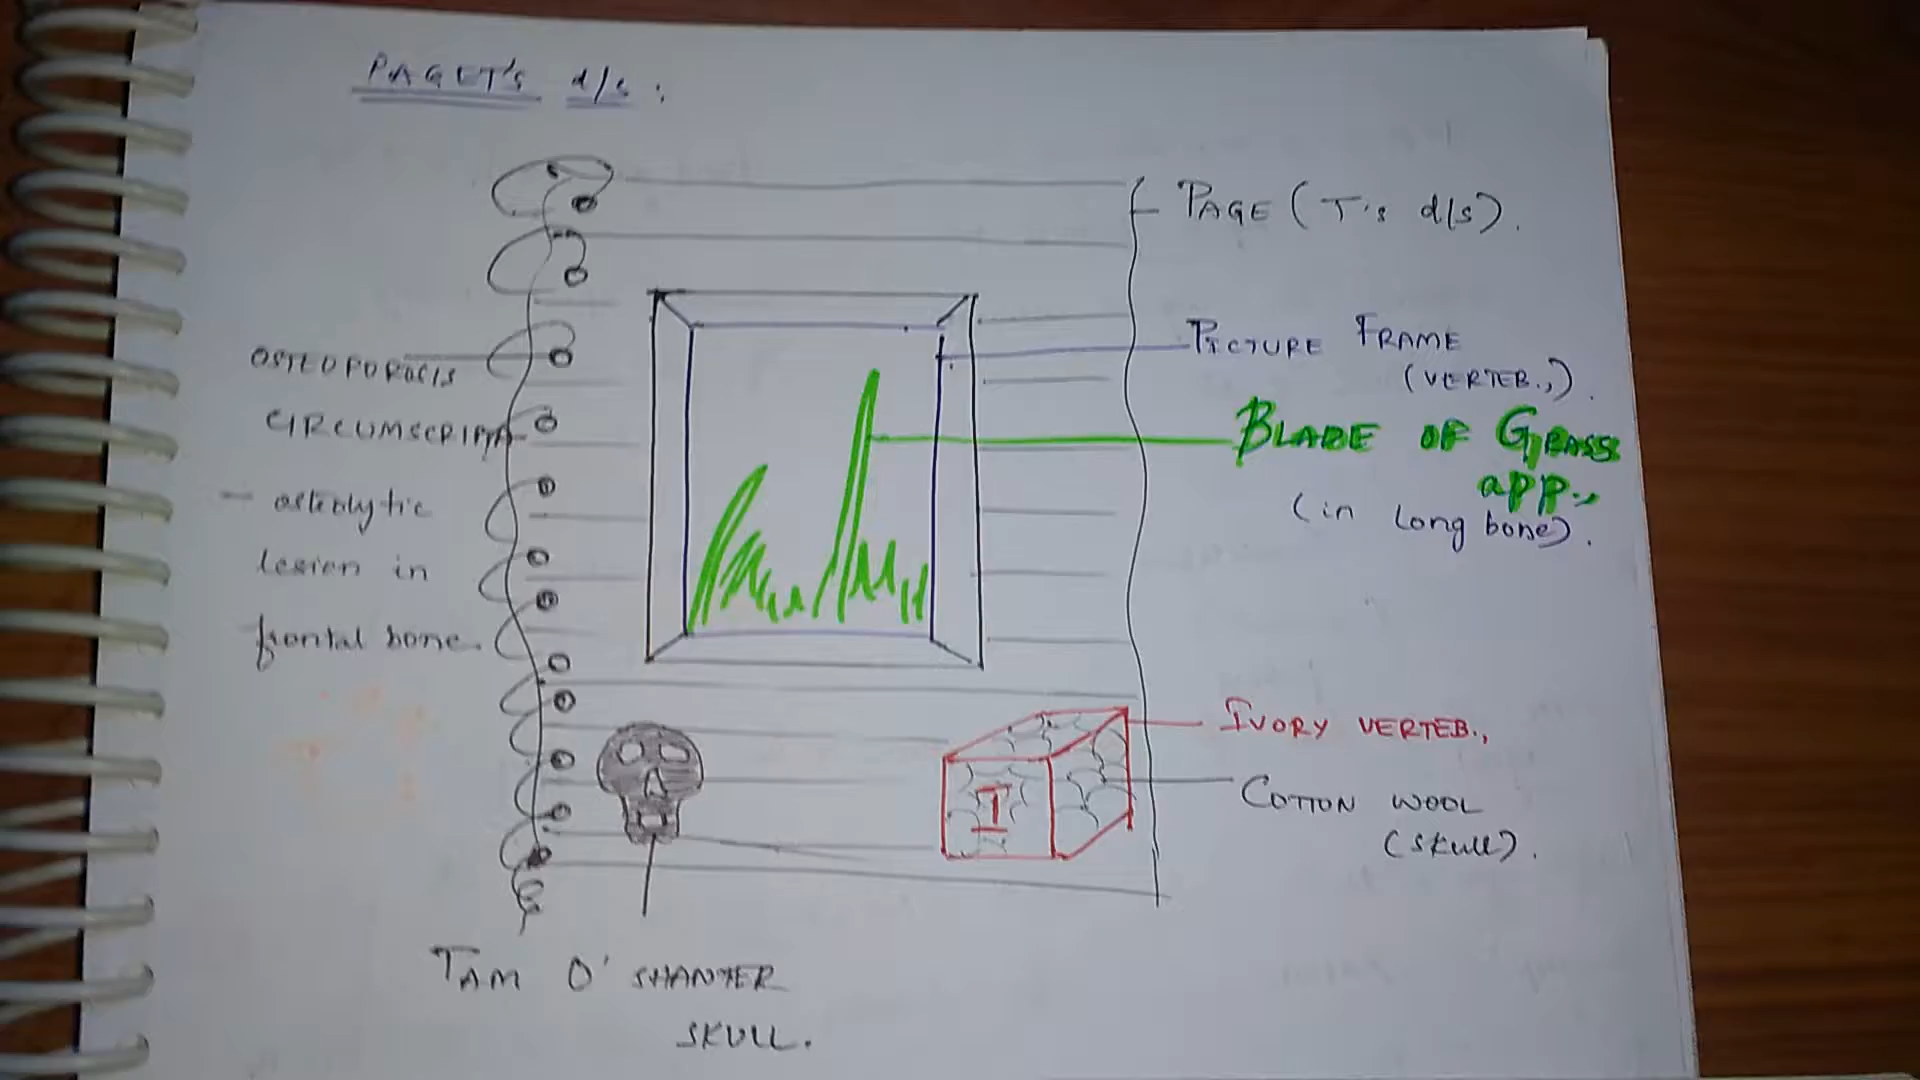 PAGET'S d/s :
PAGE (T's d/s).
PICTURE FRAME
(VERTEB.,).
BLADE OF GRASS
app.,
(in Long bone).
OSTEOPOROSIS
CIRCUMSCRIPTA
- osteolytic
lesion in
frontal bone.
I
IVORY VERTEB.,
COTTON WOOL
(Skull).
TAM O' SHANTER
SKULL.